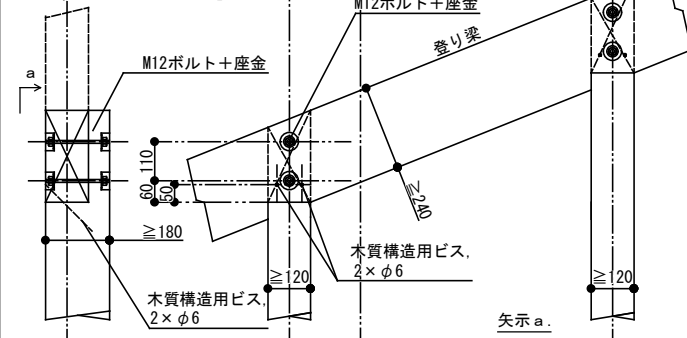 M12ボルト+座金
登り梁
M12ボルト+座金
a
110
60
50
≧240
≧180
木質構造用ビス,
2×φ6
≧120
≧120
木質構造用ビス,
2×φ6
矢示a.